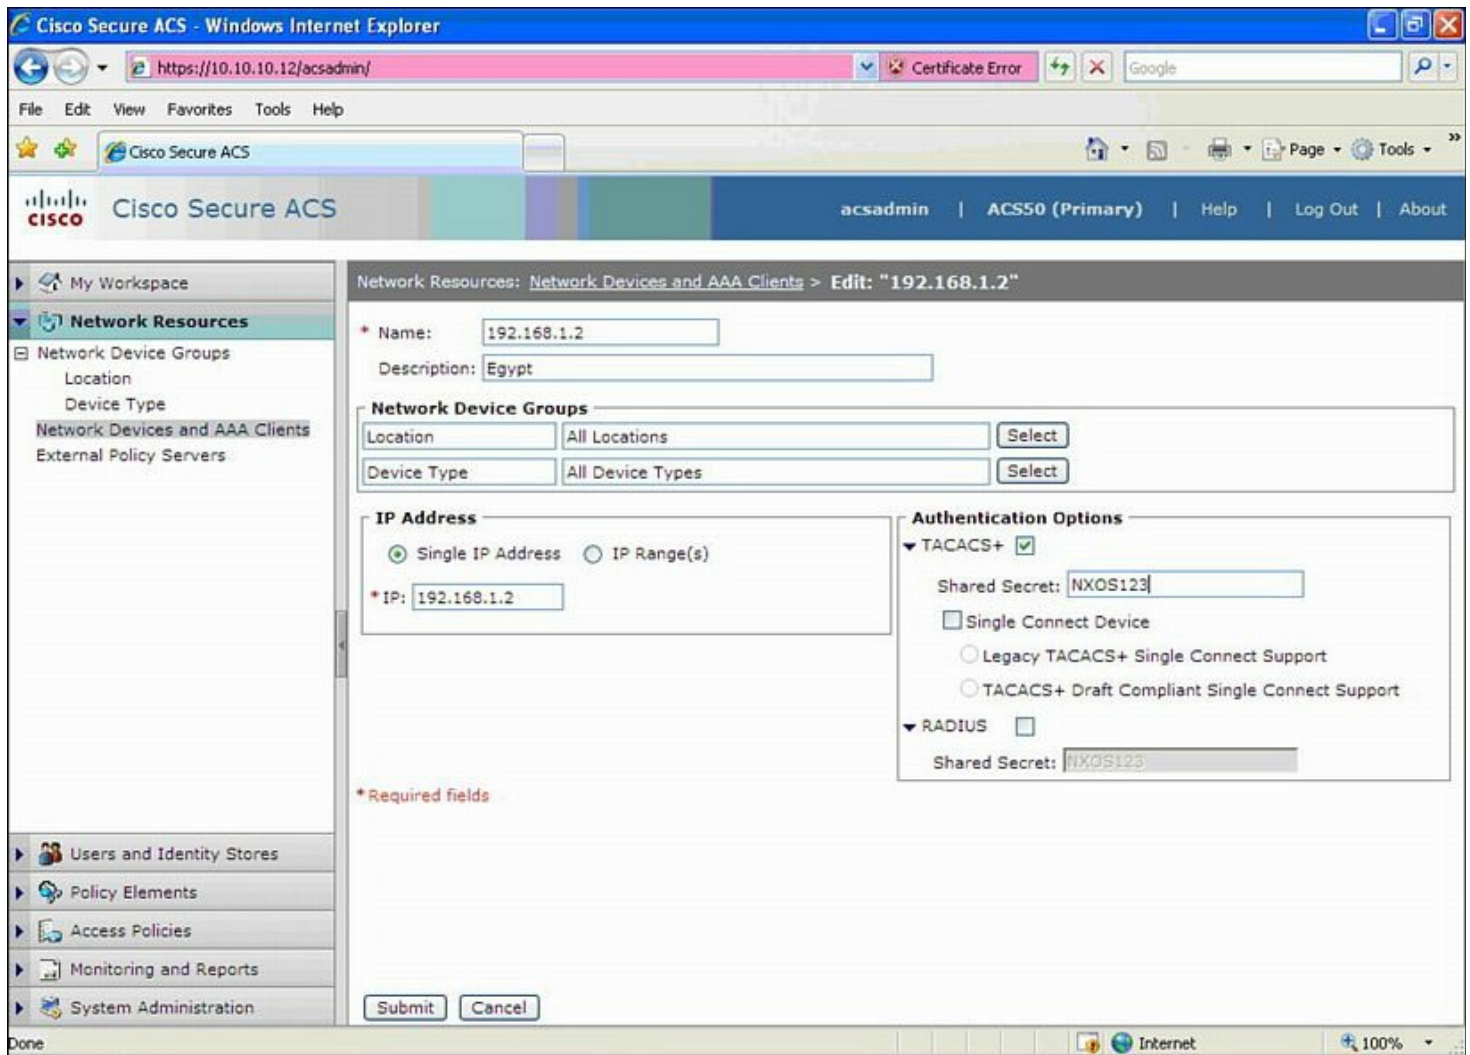 Cisco Secure ACS - Windows Internet Explorer
https://10.10.10.12/acsadmin/ Certificate Error Google
File Edit View Favorites Tools Help
Cisco Secure ACS Page Tools »
CISCO Cisco Secure ACS acsadmin | ACS50 (Primary) | Help | Log Out | About
My Workspace
Network Resources
Network Device Groups
Location
Device Type
Network Devices and AAA Clients
External Policy Servers
Users and Identity Stores
Policy Elements
Access Policies
Monitoring and Reports
System Administration
Network Resources: Network Devices and AAA Clients > Edit: "192.168.1.2"
* Name: 192.168.1.2
Description: Egypt
Network Device Groups
Location All Locations Select
Device Type All Device Types Select
IP Address
Single IP Address IP Range(s)
* IP: 192.168.1.2
Authentication Options
TACACS+
Shared Secret: NXOS123
Single Connect Device
Legacy TACACS+ Single Connect Support
TACACS+ Draft Compliant Single Connect Support
RADIUS
Shared Secret: NXOS123
* Required fields
Submit Cancel
Done Internet 100%